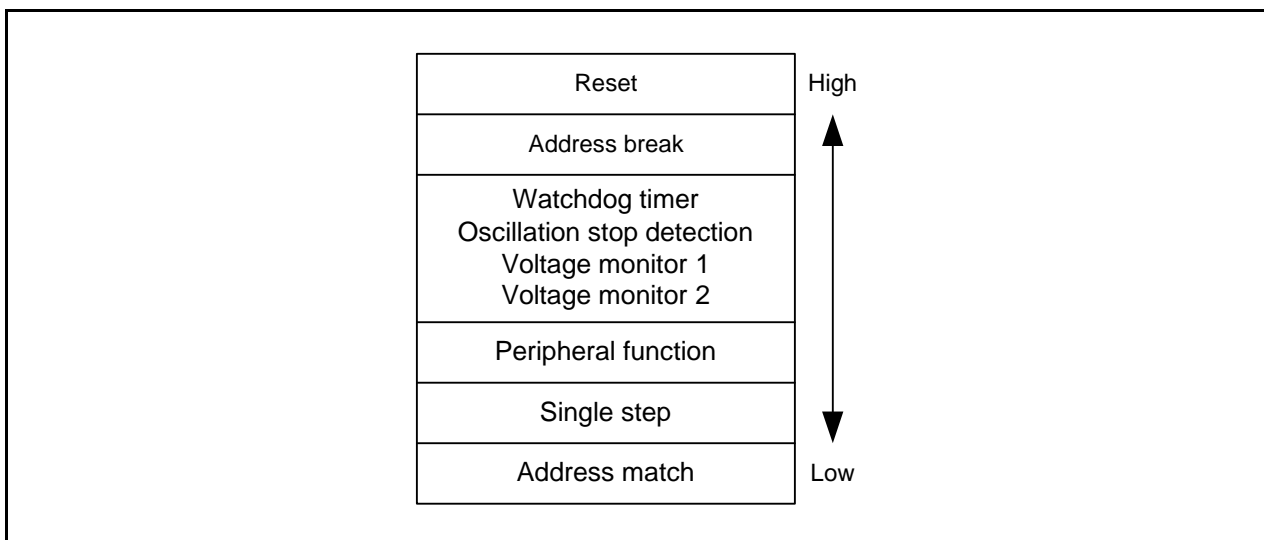 Reset
High
Address break
Watchdog timer
Oscillation stop detection
Voltage monitor 1
Voltage monitor 2
Peripheral function
Single step
Address match
Low